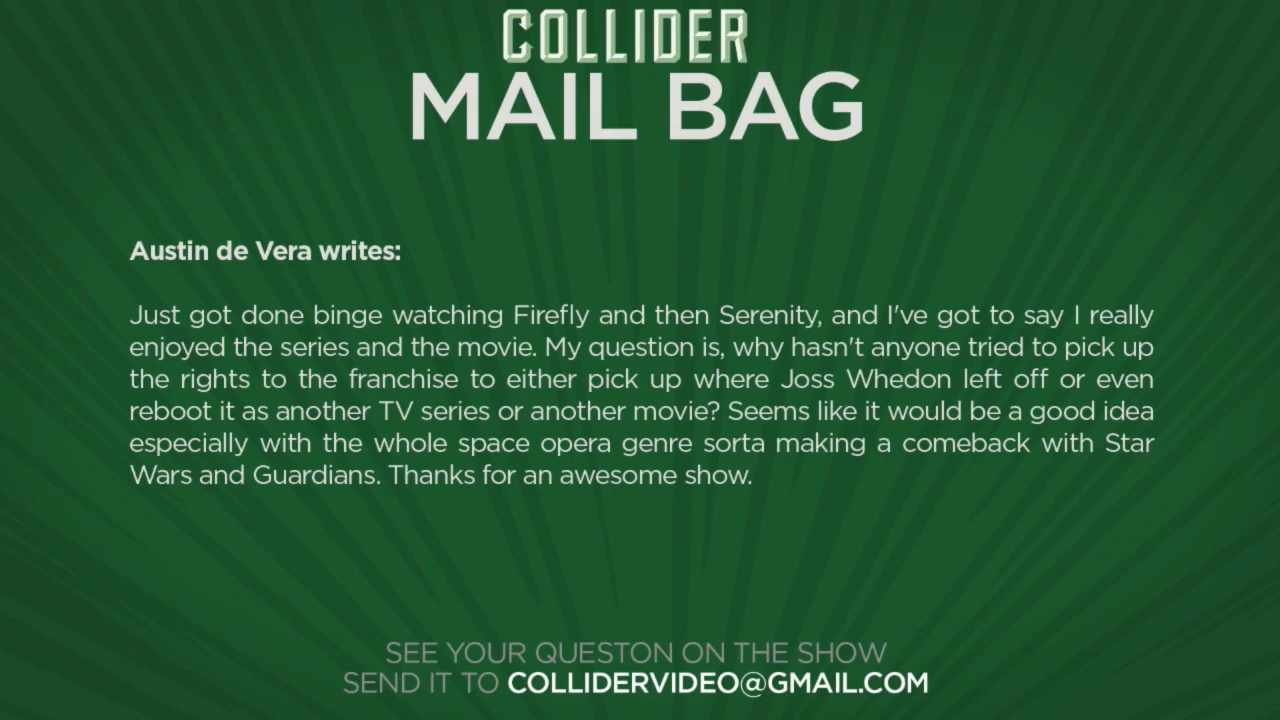 COLLIDER
MAIL BAG
Austin de Vera writes:
Just got done binge watching Firefly and then Serenity, and I've got to say I really
enjoyed the series and the movie. My question is, why hasn't anyone tried to pick up
the rights to the franchise to either pick up where Joss Whedon left off or even
reboot it as another TV series or another movie? Seems like it would be a good idea
especially with the whole space opera genre sorta making a comeback with Star
Wars and Guardians. Thanks for an awesome show.
SEE YOUR QUESTON ON THE SHOW
SEND IT TO COLLIDERVIDEO@GMAIL.COM